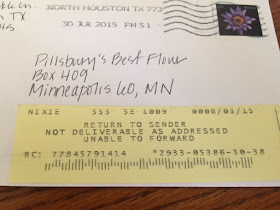 TX
NORTH HOUSTON TX 773
30 JUL 2015 PM 5 1
Pillsbury's Best Flour
Box 409
Minneapolis 60, MN
NIXIE 553 SE 1009 0008/03/15
RETURN TO SENDER
NOT DELIVERABLE AS ADDRESSED
UNABLE TO FORWARD
BC: 77845791414 *2933-05386-30-38